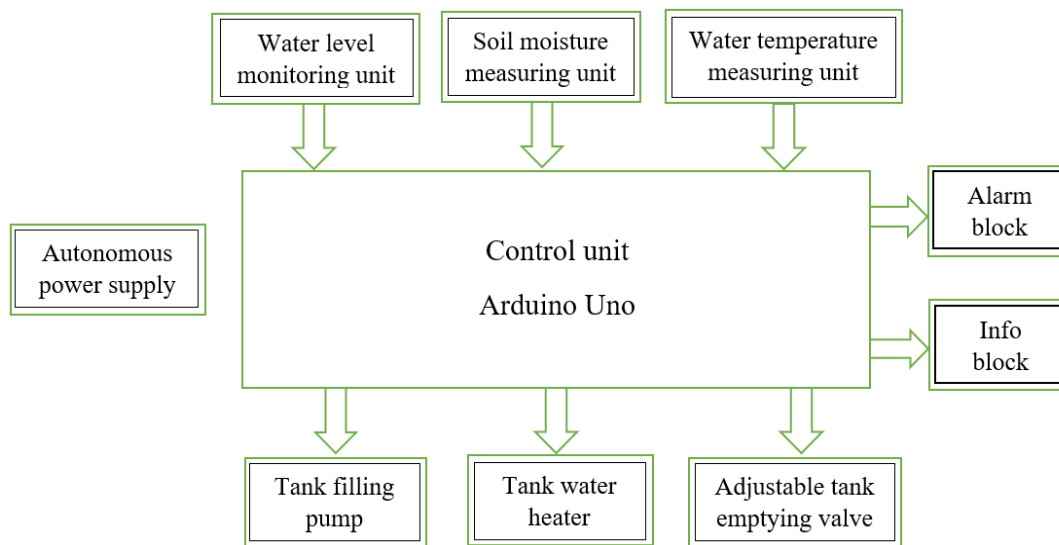 Water level
monitoring unit
Soil moisture
measuring unit
Water temperature
measuring unit
Autonomous
power supply
Control unit
Arduino Uno
Alarm
block
Info
block
Tank filling
pump
Tank water
heater
Adjustable tank
emptying valve